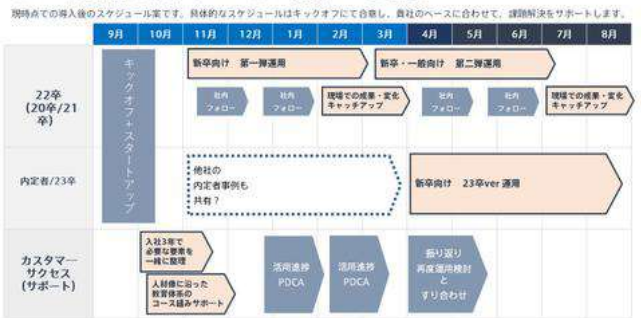 現時点での導入後のスケジュール案です。具体的なスケジュールはキックオフにて合意し、貴社のペースに合わせて、課題解決をサポートします。
9月 10月 11月 12月 1月 2月 3月 4月 5月 6月 7月 8月
22卒
(20卒/21
卒)
キックオフ+スタートアップ
新卒向け 第一弾運用
新卒・一般向け 第二弾運用
社内
フォロー
社内
フォロー
現場での成果・変化
キャッチアップ
社内
フォロー
社内
フォロー
現場での成果・変化
キャッチアップ
内定者/23卒
他社の
内定者事例も
共有?
新卒向け 23卒ver 運用
カスタマー
サクセス
(サポート)
入社3年で
必要な要素を
一緒に整理
人材像に沿った
教育体系の
コース組みサポート
活用進捗
PDCA
活用進捗
PDCA
振り返り
再度運用検討
と
すり合わせ